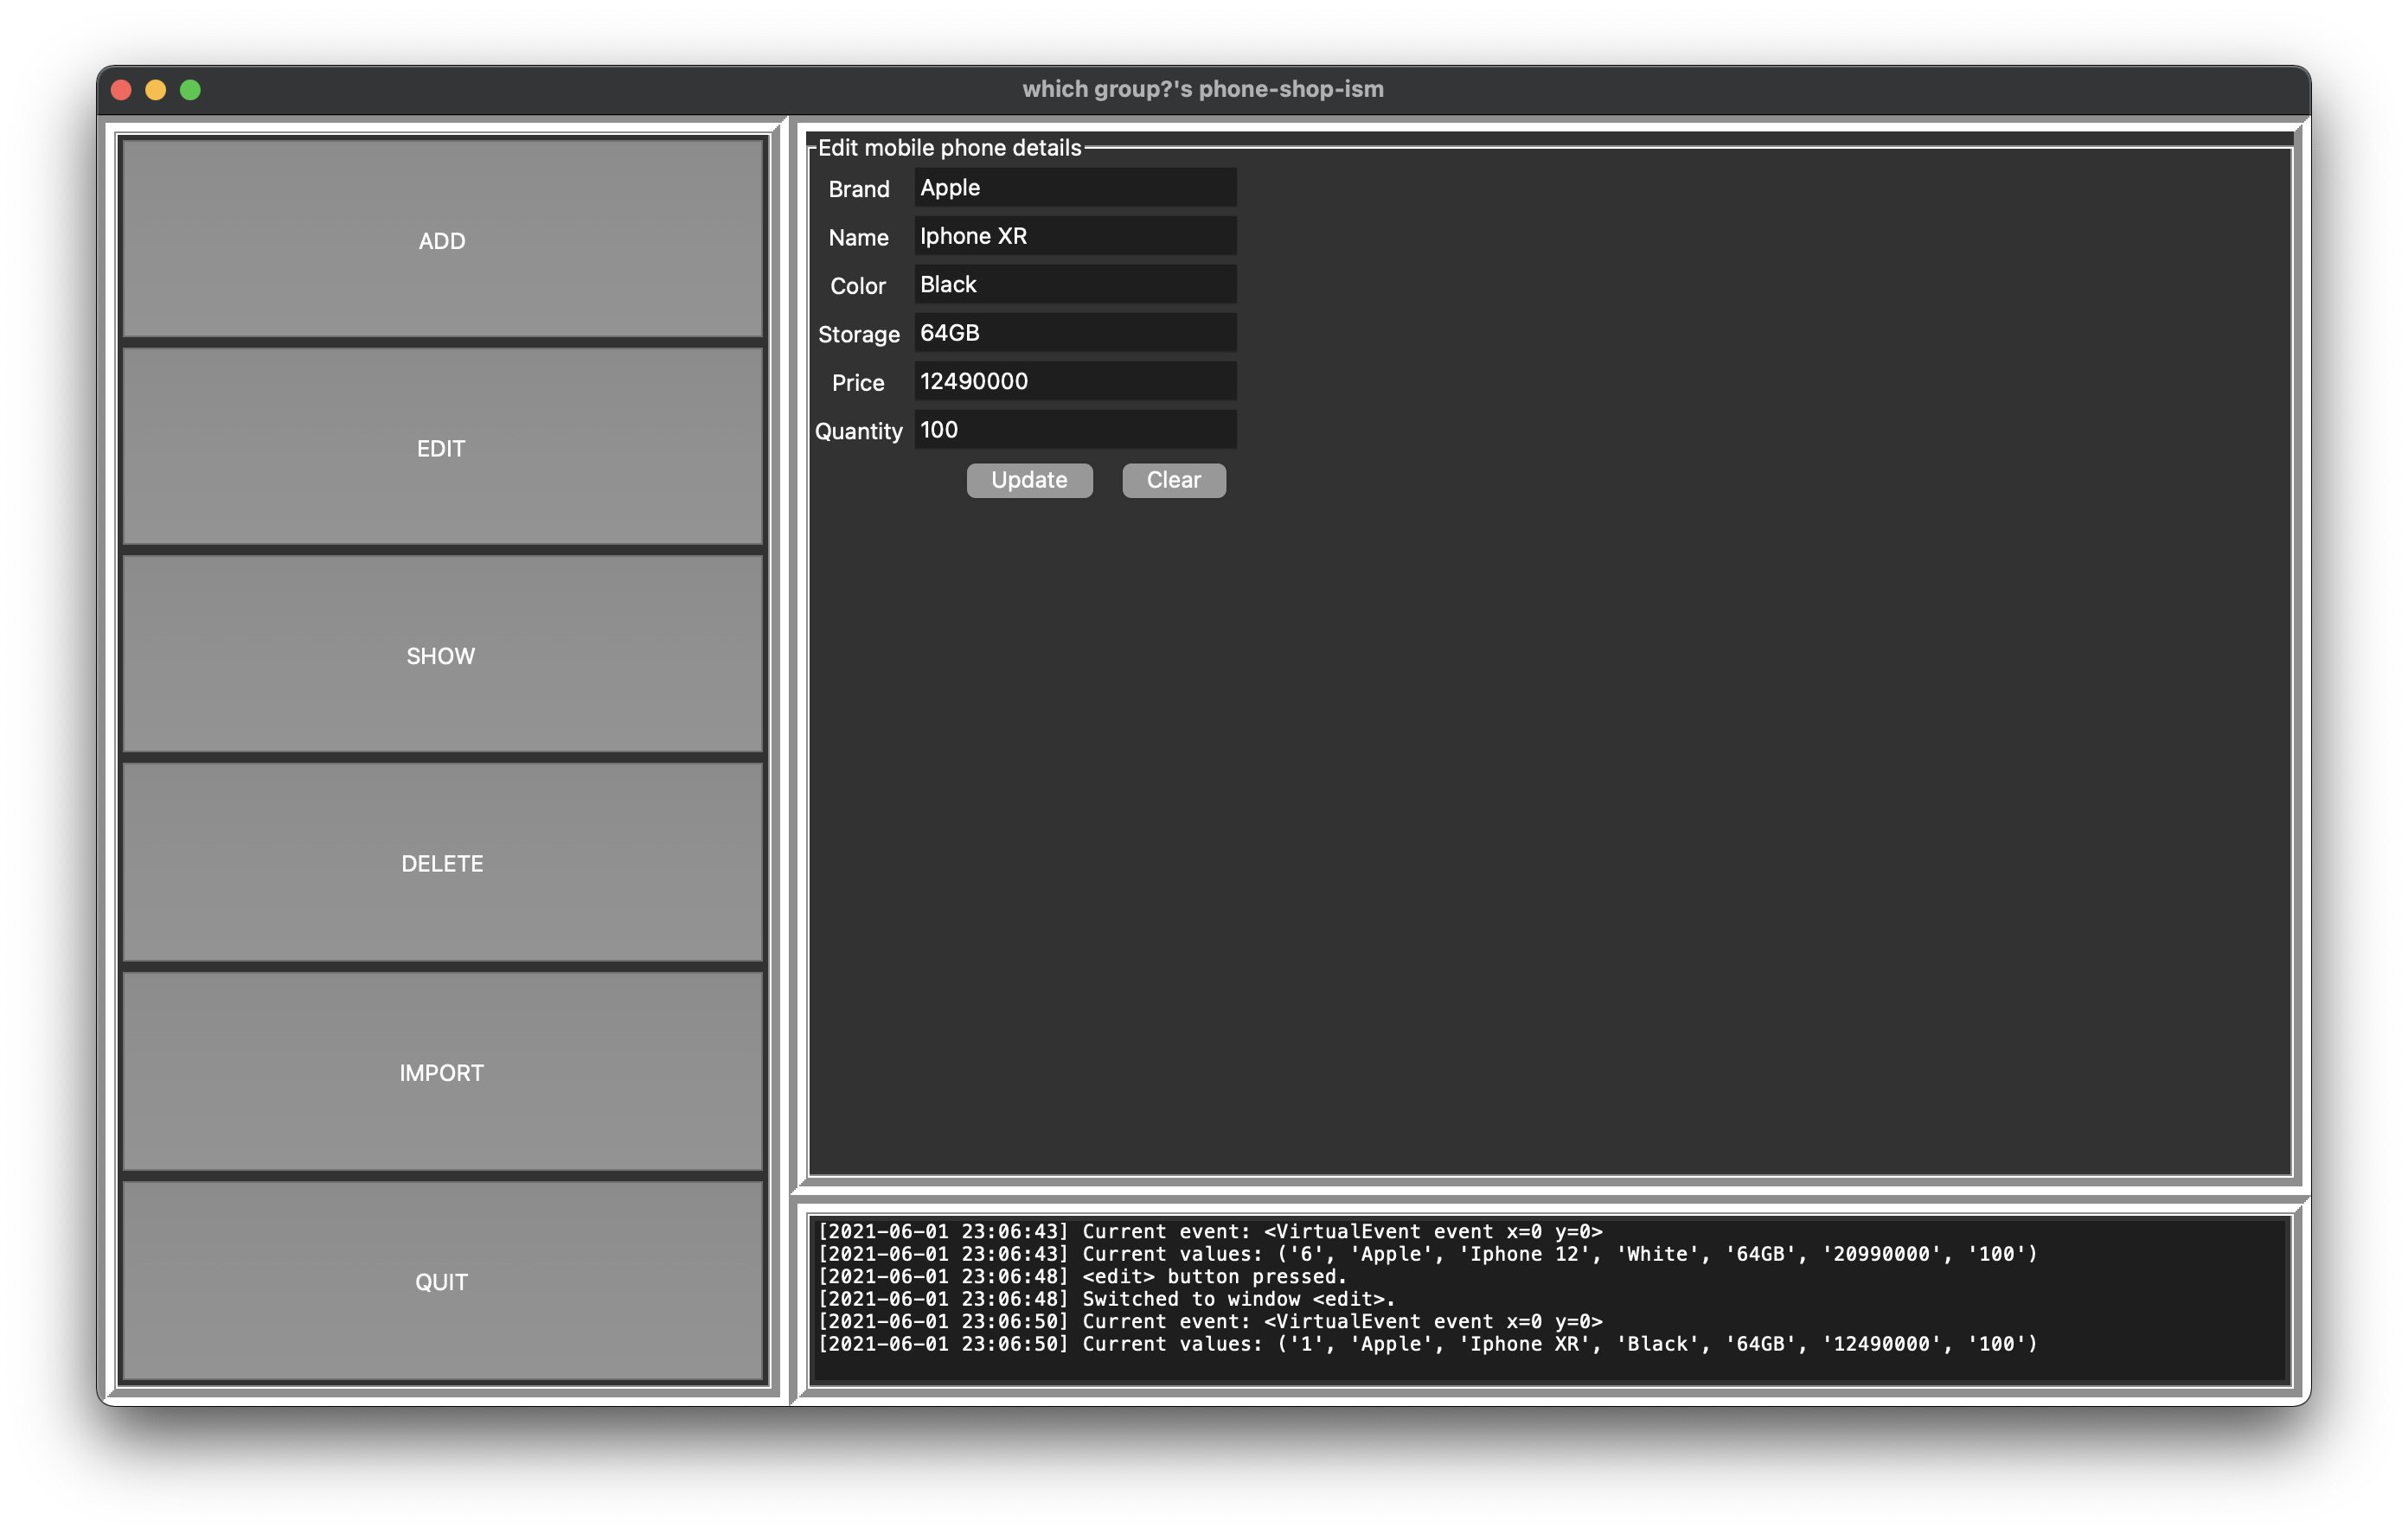 which group?'s phone-shop-ism
ADD
EDIT
SHOW
DELETE
IMPORT
QUIT
Edit mobile phone details
Brand Apple
Name Iphone XR
Color Black
Storage 64GB
Price 12490000
Quantity 100
Update Clear
[2021-06-01 23:06:43] Current event: <VirtualEvent event x=0 y=0>
[2021-06-01 23:06:43] Current values: ('6', 'Apple', 'Iphone 12', 'White', '64GB', '20990000', '100')
[2021-06-01 23:06:48] <edit> button pressed.
[2021-06-01 23:06:48] Switched to window <edit>.
[2021-06-01 23:06:50] Current event: <VirtualEvent event x=0 y=0>
[2021-06-01 23:06:50] Current values: ('1', 'Apple', 'Iphone XR', 'Black', '64GB', '12490000', '100')